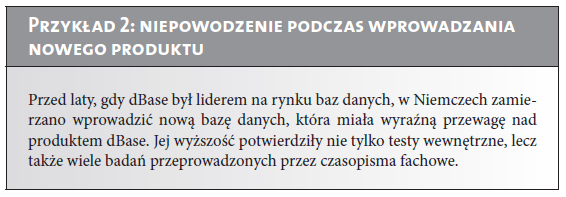 PRZYKŁAD 2: NIEPOWODZENIE PODCZAS WPROWADZANIA
NOWEGO PRODUKTU
Przed laty, gdy dBase był liderem na rynku baz danych, w Niemczech zamie-
rzano wprowadzić nową bazę danych, która miała wyraźną przewagę nad
produktem dBase. Jej wyższość potwierdziły nie tylko testy wewnętrzne, lecz
także wiele badań przeprowadzonych przez czasopisma fachowe.